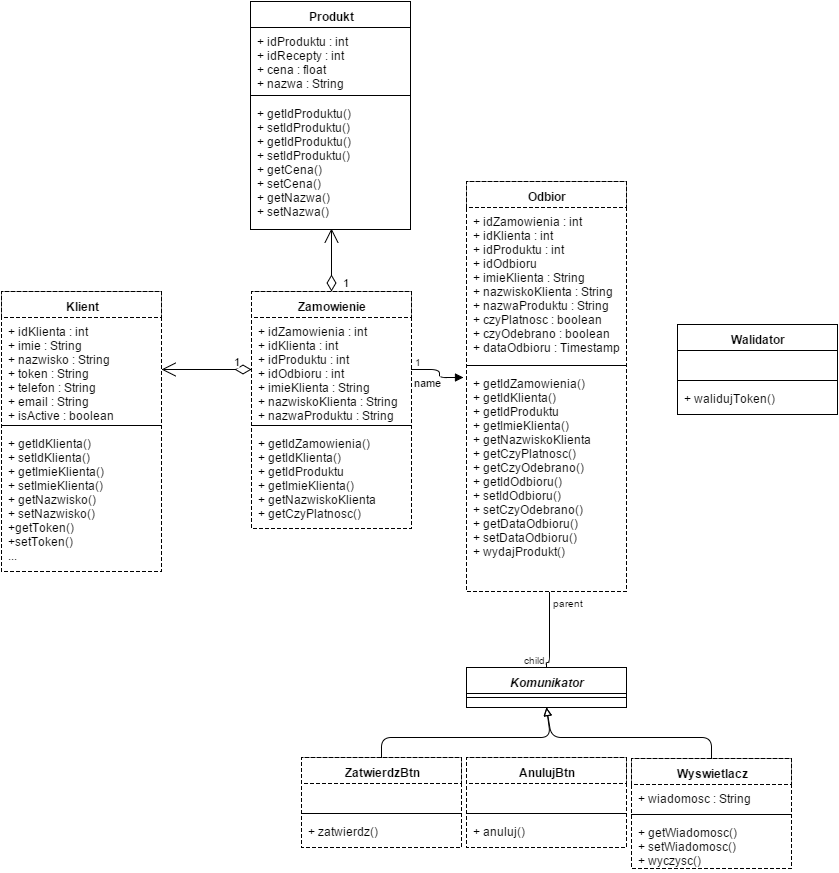 Produkt
+ idProduktu : int
+ idRecepty : int
+ cena : float
+ nazwa : String
+ getIdProduktu()
+ setIdProduktu()
+ getIdProduktu()
+ setIdProduktu()
+ getCena()
+ setCena()
+ getNazwa()
+ setNazwa()
1
Klient
+ idKlienta : int
+ imie : String
+ nazwisko : String
+ token : String
+ telefon : String
+ email : String
+ isActive : boolean
+ getIdKlienta()
+ setIdKlienta()
+ getImieKlienta()
+ setImieKlienta()
+ getNazwisko()
+ setNazwisko()
+getToken()
+setToken()
...
1
Zamowienie
+ idZamowienia : int
+ idKlienta : int
+ idProduktu : int
+ idOdbioru : int
+ imieKlienta : String
+ nazwiskoKlienta : String
+ nazwaProduktu : String
+ getIdZamowienia()
+ getIdKlienta()
+ getIdProduktu
+ getImieKlienta()
+ getNazwiskoKlienta
+ getCzyPlatnosc()
1
name
Odbior
+ idZamowienia : int
+ idKlienta : int
+ idProduktu : int
+ idOdbioru
+ imieKlienta : String
+ nazwiskoKlienta : String
+ nazwaProduktu : String
+ czyPlatnosc : boolean
+ czyOdebrano : boolean
+ dataOdbioru : Timestamp
+ getIdZamowienia()
+ getIdKlienta()
+ getIdProduktu
+ getImieKlienta()
+ getNazwiskoKlienta
+ getCzyPlatnosc()
+ getCzyOdebrano()
+ getIdOdbioru()
+ setIdOdbioru()
+ setCzyOdebrano()
+ getDataOdbioru()
+ setDataOdbioru()
+ wydajProdukt()
Walidator
+ walidujToken()
parent
child
Komunikator
ZatwierdzBtn
+ zatwierdz()
AnulujBtn
+ anuluj()
Wyswietlacz
+ wiadomosc : String
+ getWiadomosc()
+ setWiadomosc()
+ wyczysc()